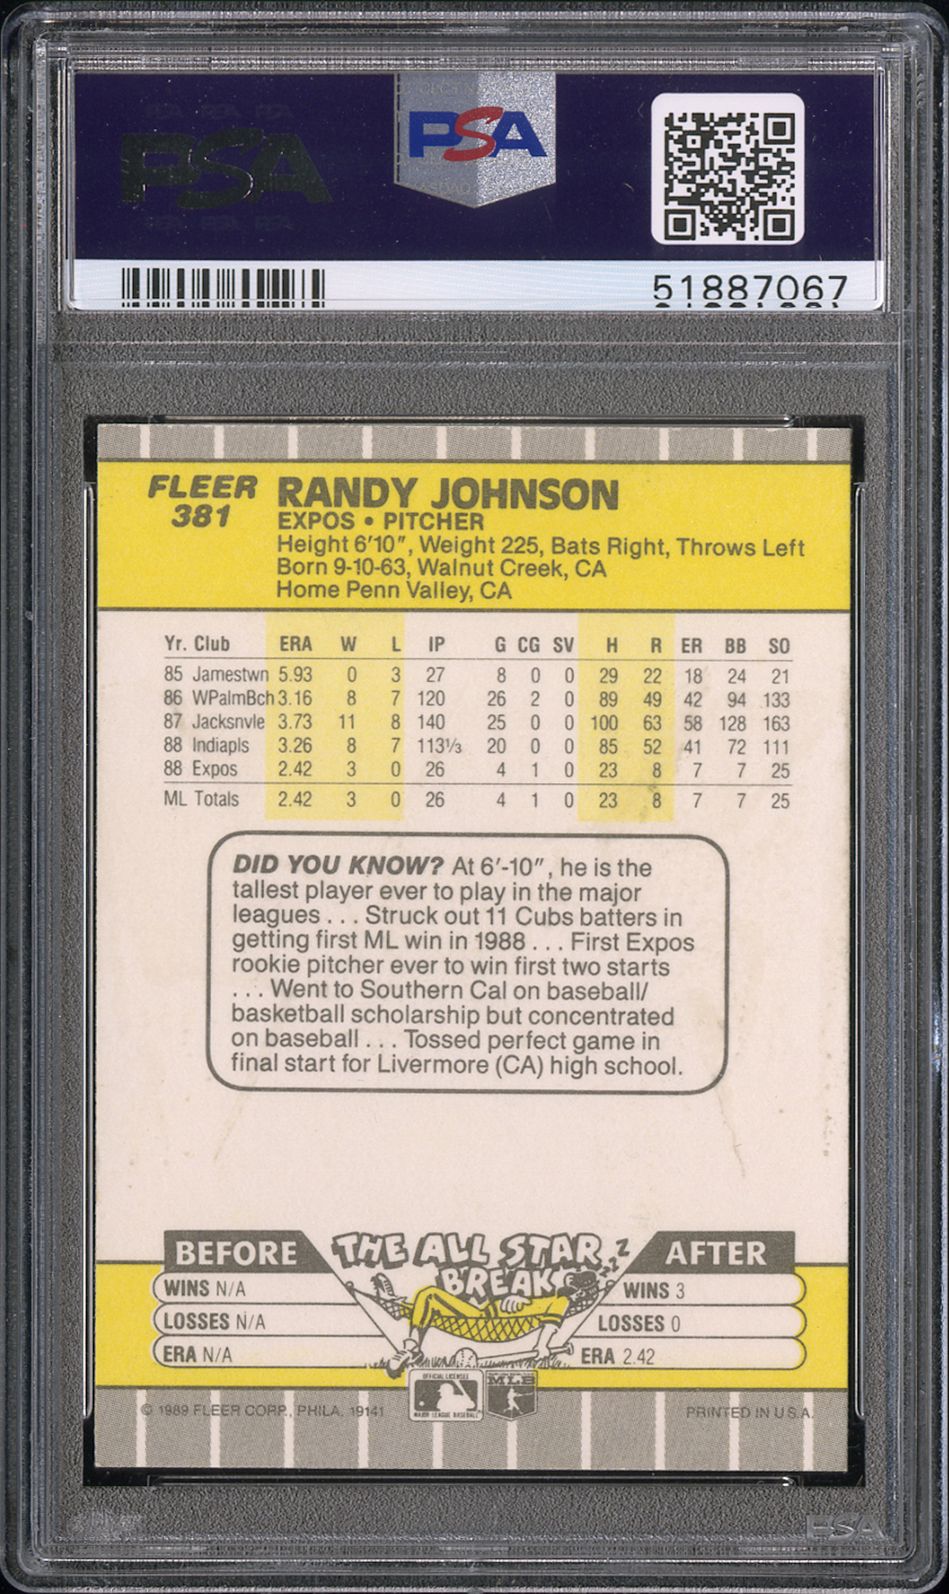 PSA
PSA
51887067
FLEER
381
RANDY JOHNSON
EXPOS • PITCHER
Height 6'10", Weight 225, Bats Right, Throws Left
Born 9-10-63, Walnut Creek, CA
Home Penn Valley, CA
Yr. Club ERA W L IP G CG SV H R ER BB SO
85 Jamestwn 5.93 0 3 27 8 0 0 29 22 18 24 21
86 WPalmBch 3.16 8 7 120 26 2 0 89 49 42 94 133
87 Jacksnvle 3.73 11 8 140 25 0 0 100 63 58 128 163
88 Indiapls 3.26 8 7 113⅓ 20 0 0 85 52 41 72 111
88 Expos 2.42 3 0 26 4 1 0 23 8 7 7 25
ML Totals 2.42 3 0 26 4 1 0 23 8 7 7 25
DID YOU KNOW? At 6'-10", he is the
tallest player ever to play in the major
leagues . . . Struck out 11 Cubs batters in
getting first ML win in 1988 . . . First Expos
rookie pitcher ever to win first two starts
. . . Went to Southern Cal on baseball/
basketball scholarship but concentrated
on baseball . . . Tossed perfect game in
final start for Livermore (CA) high school.
BEFORE THE ALL STAR BREAK AFTER
WINS N/A WINS 3
LOSSES N/A LOSSES 0
ERA N/A ERA 2.42
OFFICIAL LICENSEE
MAJOR LEAGUE BASEBALL
MLB
© 1989 FLEER CORP., PHILA. 19141
PRINTED IN U.S.A.
PSA